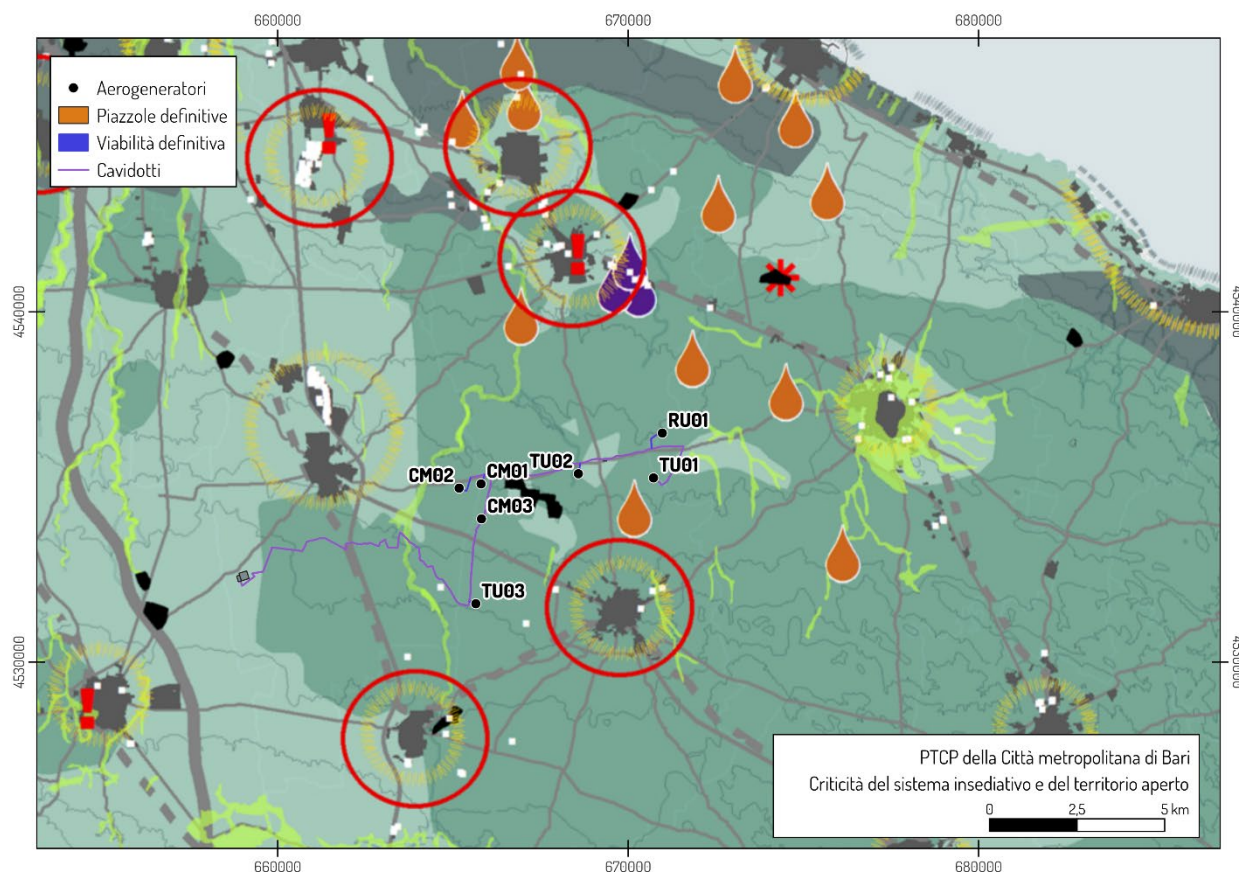 660000
670000
680000
Aerogeneratori
Piazzole definitive
Viabilità definitiva
Cavidotti
4540000
4540000
RU01
TU02
TU01
CM02
CM01
CM03
TU03
4530000
4530000
PTCP della Città metropolitana di Bari
Criticità del sistema insediativo e del territorio aperto
0 2,5 5 km
660000
670000
680000